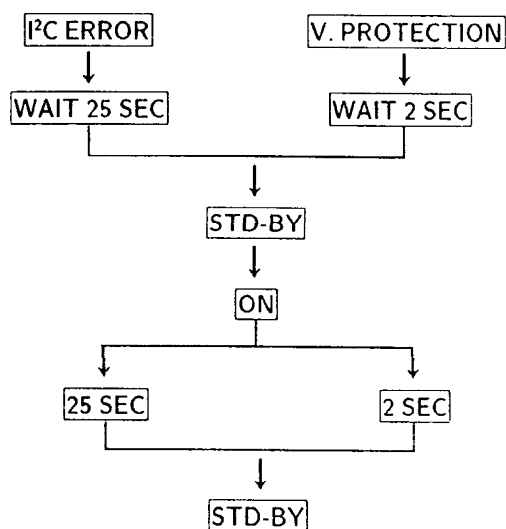 I²C ERROR
V. PROTECTION
WAIT 25 SEC
WAIT 2 SEC
STD-BY
ON
25 SEC
2 SEC
STD-BY